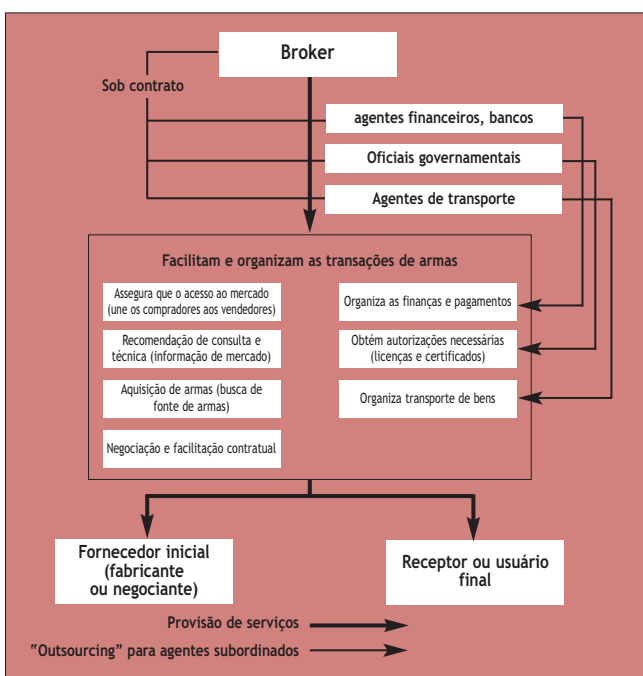 Broker
Sob contrato
agentes financeiros, bancos
Oficiais governamentais
Agentes de transporte
Facilitam e organizam as transações de armas
Assegura que o acesso ao mercado
(une os compradores aos vendedores)
Recomendação de consulta e
técnica (informação de mercado)
Aquisição de armas (busca de
fonte de armas)
Negociação e facilitação contratual
Organiza as finanças e pagamentos
Obtém autorizações necessárias
(licenças e certificados)
Organiza transporte de bens
Fornecedor inicial
(fabricante
ou negociante)
Receptor ou usuário
final
Provisão de serviços
"Outsourcing" para agentes subordinados